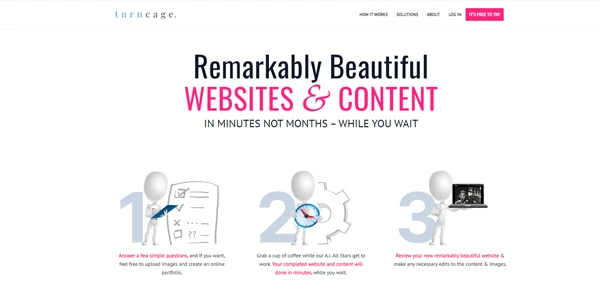 turncage.
HOW IT WORKS SOLUTIONS ABOUT LOG IN IT'S FREE TO TRY
Remarkably Beautiful
WEBSITES & CONTENT
IN MINUTES NOT MONTHS – WHILE YOU WAIT
1
??
2
3
Answer a few simple questions, and if you want,
feel free to upload images and create an online
portfolio.
Grab a cup of coffee while our A.I. All Stars get to
work. Your completed website and content will
be done in minutes, while you wait.
Review your new remarkably beautiful website &
make any necessary edits to the content & images.